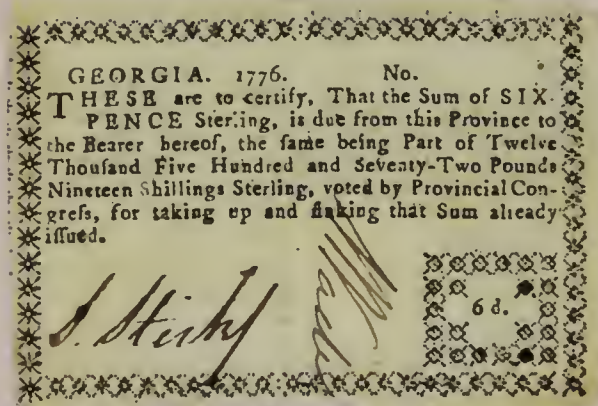 GEORGIA. 1776. No.
THESE are to certify, That the Sum of SIX-
PENCE Sterling, is due from this Province to
the Bearer hereof, the ſame being Part of Twelve
Thouſand Five Hundred and Seventy-Two Pounds
Nineteen Shillings Sterling, voted by Provincial Con-
greſs, for taking up and ſinking that Sum already
iſſued.
S. Stirk
6 d.